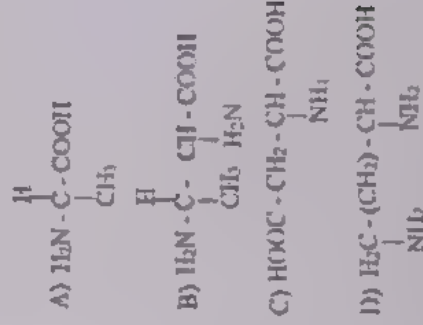 H
A) H₂N - C - COOH
CH₃
H
B) H₂N - C - CH - COOH
CH₃ H₂N
C) HOOC - CH₂ - CH - COOH
NH₂
D) H₂C - (CH₂) - CH - COOH
NH₂ NH₂